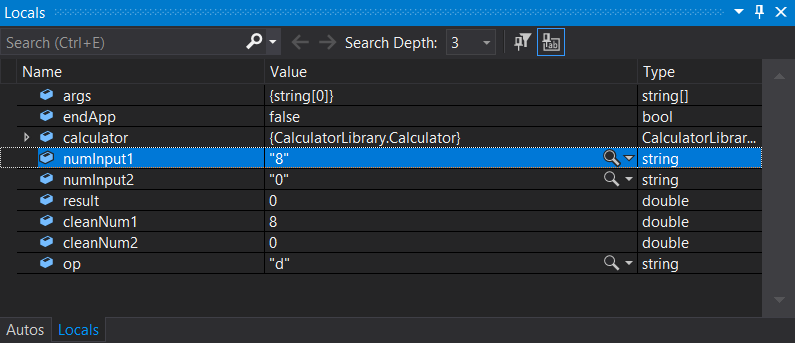 Locals
Search (Ctrl+E) Search Depth: 3
Name Value Type
args {string[0]} string[]
endApp false bool
calculator {CalculatorLibrary.Calculator} CalculatorLibrar...
numInput1 "8" string
numInput2 "0" string
result 0 double
cleanNum1 8 double
cleanNum2 0 double
op "d" string
Autos Locals